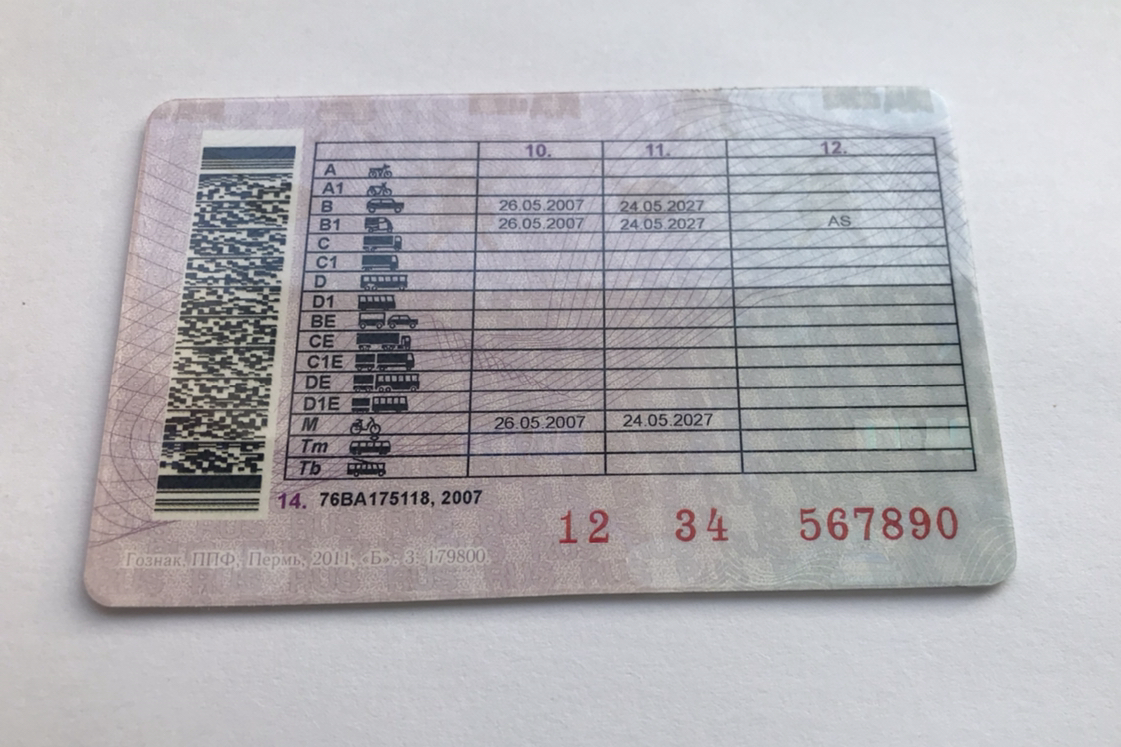 10. 11. 12.
A
A1
B 26.05.2007 24.05.2027
B1 26.05.2007 24.05.2027 AS
C
C1
D
D1
BE
CE
C1E
DE
D1E
M 26.05.2007 24.05.2027
Tm
Tb
14. 76BA175118, 2007
12 34 567890
Гознак, ППФ, Пермь, 2011, «Б». З. 179800.